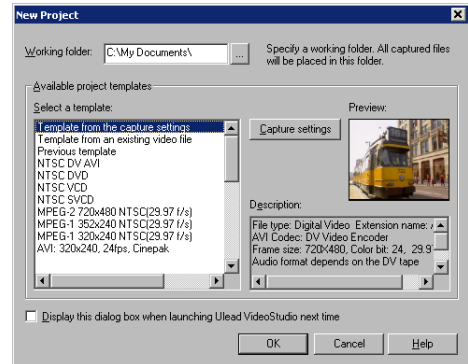 New Project
Working folder:
C:\My Documents\
...
Specify a working folder. All captured files
will be placed in this folder.
Available project templates
Select a template:
Template from the capture settings
Template from an existing video file
Previous template
NTSC DV AVI
NTSC DVD
NTSC VCD
NTSC SVCD
MPEG-2 720x480 NTSC(29.97 f/s)
MPEG-1 352x240 NTSC(29.97 f/s)
MPEG-1 320x240 NTSC(29.97 f/s)
AVI: 320x240, 24fps, Cinepak
Capture settings
Preview:
Description:
File type: Digital Video Extension name:
AVI Codec: DV Video Encoder
Frame size: 720X480, Color bit: 24, 29.9
Audio format depends on the DV tape
Display this dialog box when launching Ulead VideoStudio next time
OK
Cancel
Help